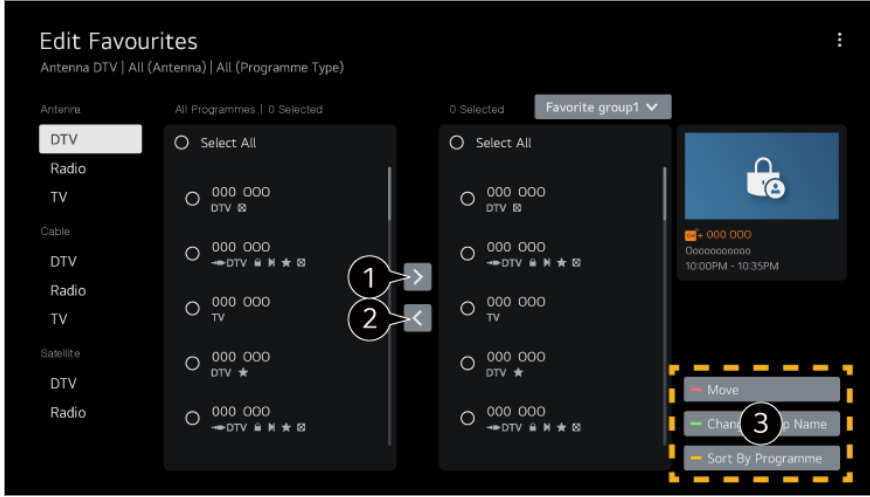 Edit Favourites
Antenna DTV | All (Antenna) | All (Programme Type)
Antenna
All Programmes | 0 Selected
0 Selected
Favorite group1
DTV
Radio
TV
Cable
DTV
Radio
TV
Satellite
DTV
Radio
Select All
000 000
DTV
000 000
DTV
000 000
TV
000 000
DTV
000 000
DTV
1
2
Select All
000 000
DTV
000 000
DTV
000 000
TV
000 000
DTV
000 000
DTV
000 000
Ooooooooooo
10:00PM - 10:35PM
Move
3
Name
Sort By Programme